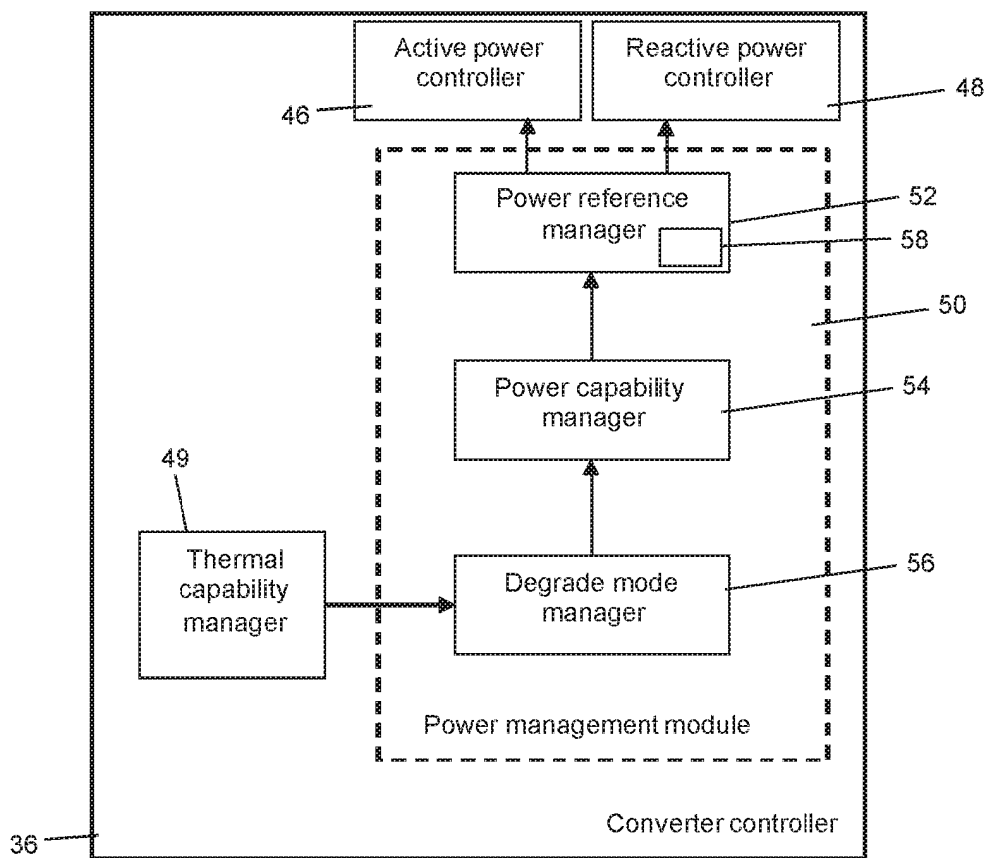 Active power
controller
Reactive power
controller
46
48
Power reference
manager
52
58
50
Power capability
manager
54
49
Thermal
capability
manager
Degrade mode
manager
56
Power management module
Converter controller
36